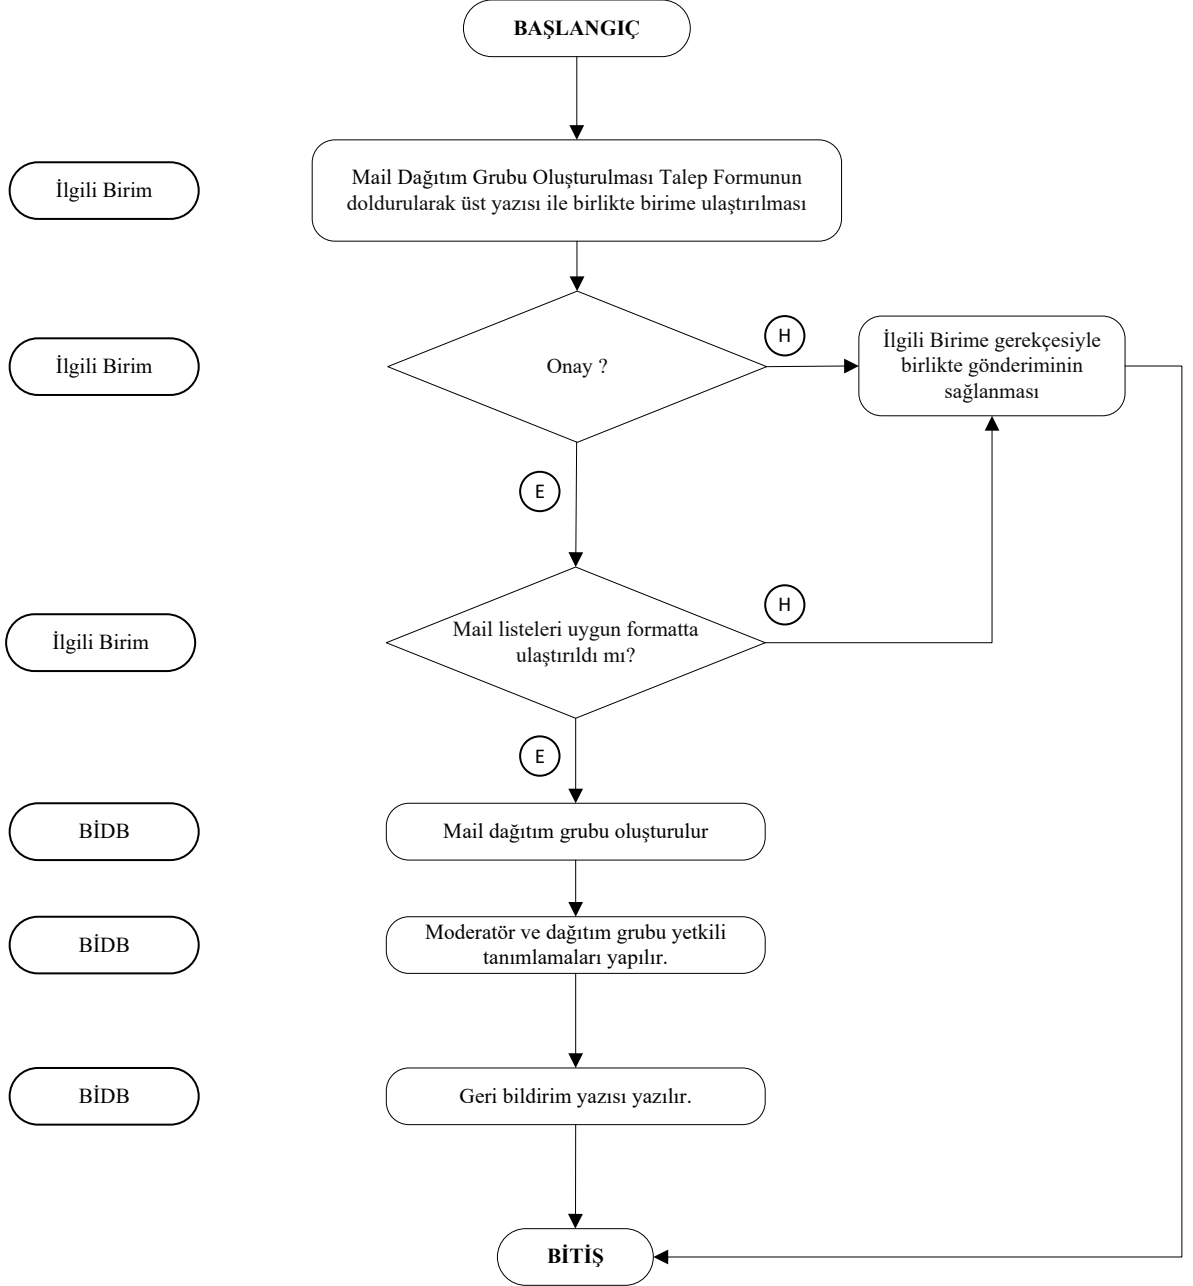 BAŞLANGIÇ
İlgili Birim
Mail Dağıtım Grubu Oluşturulması Talep Formunun
doldurularak üst yazısı ile birlikte birime ulaştırılması
İlgili Birim
Onay ?
H
İlgili Birime gerekçesiyle
birlikte gönderiminin
sağlanması
E
İlgili Birim
Mail listeleri uygun formatta
ulaştırıldı mı?
H
E
BİDB
Mail dağıtım grubu oluşturulur
BİDB
Moderatör ve dağıtım grubu yetkili
tanımlamaları yapılır.
BİDB
Geri bildirim yazısı yazılır.
BİTİŞ